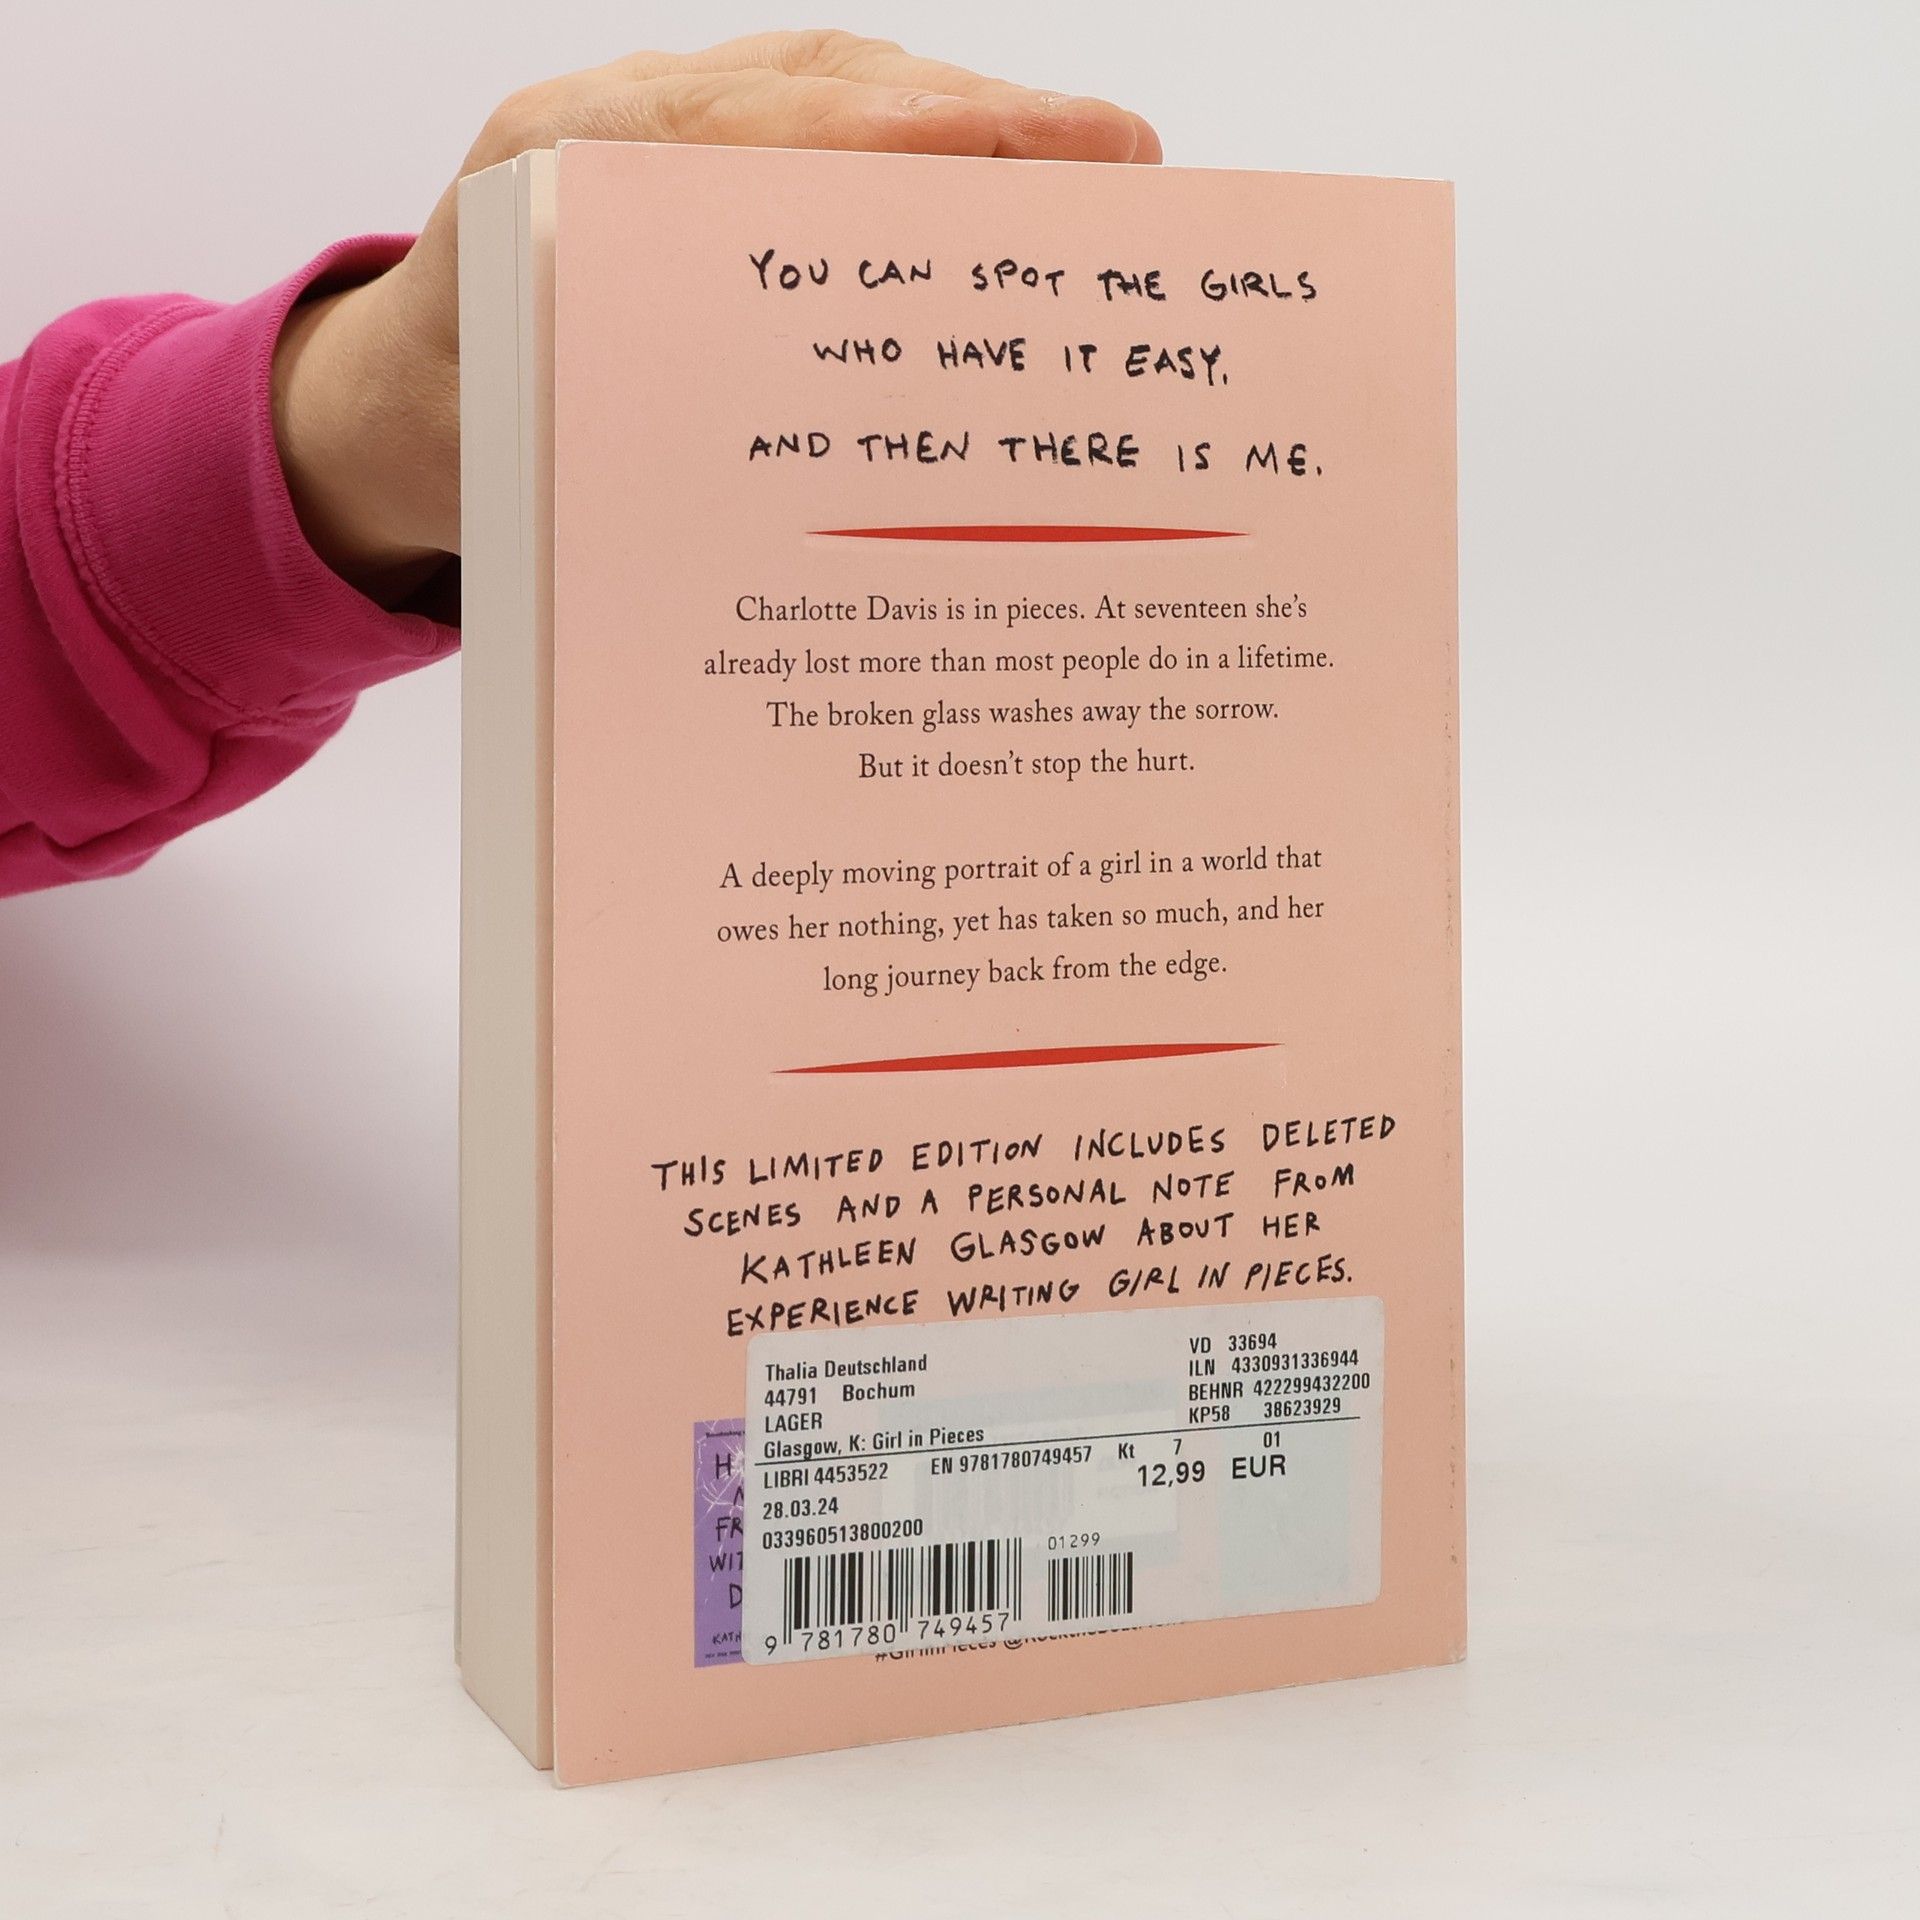 YOU CAN SPOT THE GIRLS
WHO HAVE IT EASY.
AND THEN THERE IS ME.
Charlotte Davis is in pieces. At seventeen she's
already lost more than most people do in a lifetime.
The broken glass washes away the sorrow.
But it doesn't stop the hurt.
A deeply moving portrait of a girl in a world that
owes her nothing, yet has taken so much, and her
long journey back from the edge.
THIS LIMITED EDITION INCLUDES DELETED
SCENES AND A PERSONAL NOTE FROM
KATHLEEN GLASGOW ABOUT HER
EXPERIENCE WRITING GIRL IN PIECES.
Thalia Deutschland
44791 Bochum
LAGER
VD 33694
ILN 4330931336944
BEHNR 422299432200
KP58 38623929
Glasgow, K: Girl in Pieces
LIBRI 4453522 EN 9781780749457 Kt 7 01
12,99 EUR
28.03.24
033960513800200
01299
9 781780 749457
#GirlinPieces